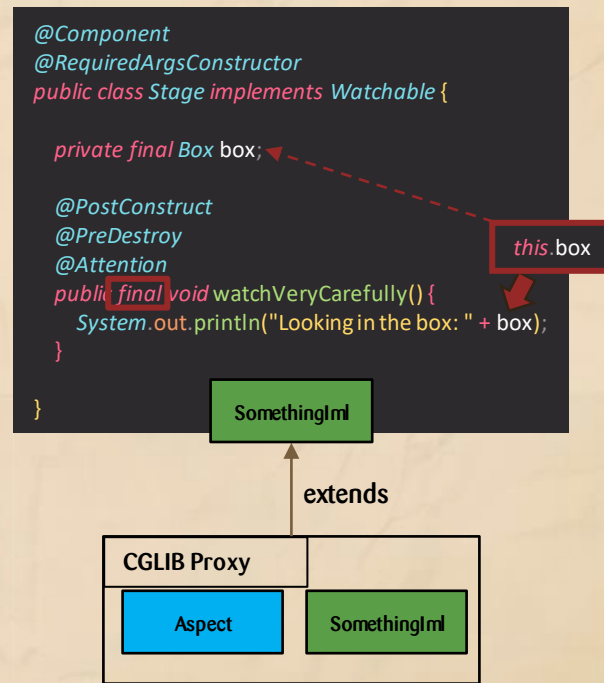 @Component
@RequiredArgsConstructor
public class Stage implements Watchable {
private final Box box;
@PostConstruct
@PreDestroy
@Attention
this.box
public final void watchVeryCarefully() {
System.out.println("Looking in the box: " + box);
}
}
SomethingIml
extends
CGLIB Proxy
Aspect
SomethingIml